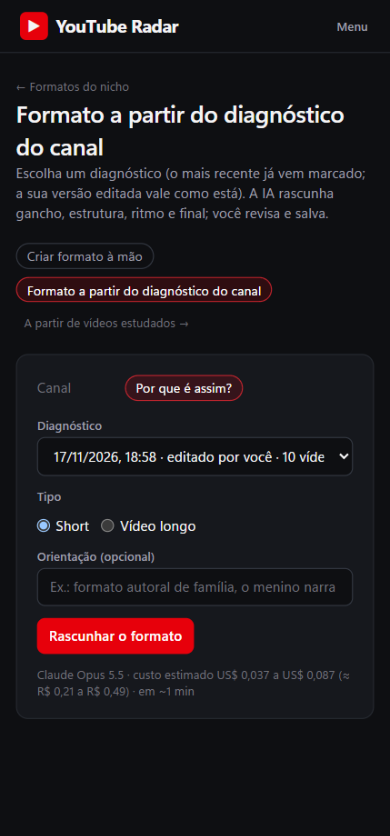 YouTube Radar
Menu
← Formatos do nicho
Formato a partir do diagnóstico
do canal
Escolha um diagnóstico (o mais recente já vem marcado;
a sua versão editada vale como está). A IA rascunha
gancho, estrutura, ritmo e final; você revisa e salva.
Criar formato à mão
Formato a partir do diagnóstico do canal
A partir de vídeos estudados →
Canal
Por que é assim?
Diagnóstico
17/11/2026, 18:58 · editado por você · 10 víde
Tipo
Short
Vídeo longo
Orientação (opcional)
Ex.: formato autoral de família, o menino narra
Rascunhar o formato
Claude Opus 5.5 · custo estimado US$ 0,037 a US$ 0,087 (≈
R$ 0,21 a R$ 0,49) · em ~1 min